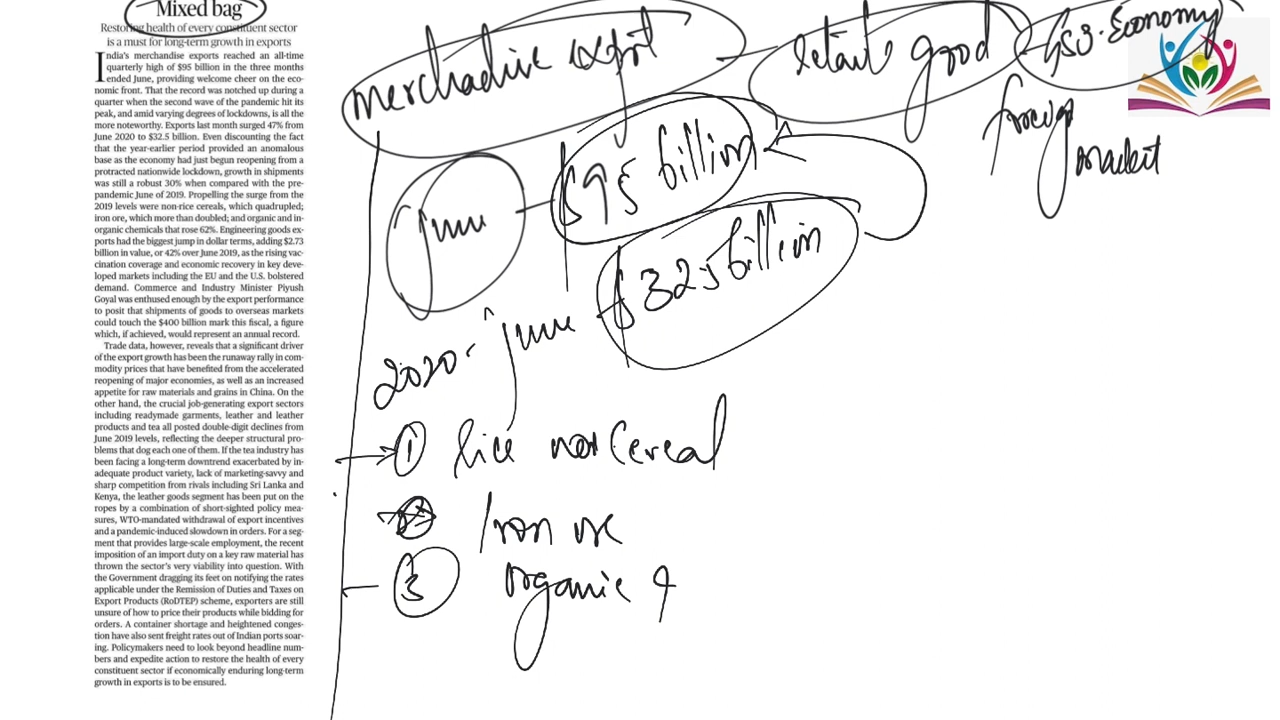 Mixed bag
Restoring health of every constituent sector
is a must for long-term growth in exports
India's merchandise exports reached an all-time
quarterly high of $95 billion in the three months
ended June, providing welcome cheer on the eco-
nomic front. That the record was notched up during a
quarter when the second wave of the pandemic hit its
peak, and amid varying degrees of lockdowns, is all the
more noteworthy. Exports last month surged 47% from
June 2020 to $32.5 billion. Even discounting the fact
that the year-earlier period provided an anomalous
base as the economy had just begun reopening from a
protracted nationwide lockdown, growth in shipments
was still a robust 30% when compared with the pre-
pandemic June of 2019. Propelling the surge from the
2019 levels were non-rice cereals, which quadrupled;
iron ore, which more than doubled; and organic and in-
organic chemicals that rose 62%. Engineering goods ex-
ports had the biggest jump in dollar terms, adding $2.73
billion in value, or 42% over June 2019, as the rising vac-
cination coverage and economic recovery in key deve-
loped markets including the EU and the U.S. bolstered
demand. Commerce and Industry Minister Piyush
Goyal was enthused enough by the export performance
to posit that shipments of goods to overseas markets
could touch the $400 billion mark this fiscal, a figure
which, if achieved, would represent an annual record.
Trade data, however, reveals that a significant driver
of the export growth has been the runaway rally in com-
modity prices that have benefited from the accelerated
reopening of major economies, as well as an increased
appetite for raw materials and grains in China. On the
other hand, the crucial job-generating export sectors
including readymade garments, leather and leather
products and tea all posted double-digit declines from
June 2019 levels, reflecting the deeper structural pro-
blems that dog each one of them. If the tea industry has
been facing a long-term downtrend exacerbated by in-
adequate product variety, lack of marketing-savvy and
sharp competition from rivals including Sri Lanka and
Kenya, the leather goods segment has been put on the
ropes by a combination of short-sighted policy mea-
sures, WTO-mandated withdrawal of export incentives
and a pandemic-induced slowdown in orders. For a seg-
ment that provides large-scale employment, the recent
imposition of an import duty on a key raw material has
thrown the sector's very viability into question. With
the Government dragging its feet on notifying the rates
applicable under the Remission of Duties and Taxes on
Export Products (RoDTEP) scheme, exporters are still
unsure of how to price their products while bidding for
orders. A container shortage and heightened conges-
tion have also sent freight rates out of Indian ports soar-
ing. Policymakers need to look beyond headline num-
bers and expedite action to restore the health of every
constituent sector if economically enduring long-term
growth in exports is to be ensured.
merchadive export
good
GS3-Economy
market
june - $95 billion
2020 - june $32.5 billion
① rice not Cereal
Iron
③ organic &